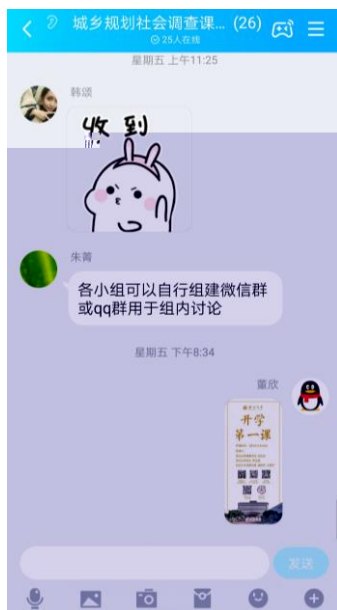 城乡规划社会调查课... (26)
25人在线
星期五 上午11:25
韩颂
收到
朱菁
各小组可以自行组建微信群
或qq群用于组内讨论
星期五 下午8:34
董欣
开学
第一课
发送